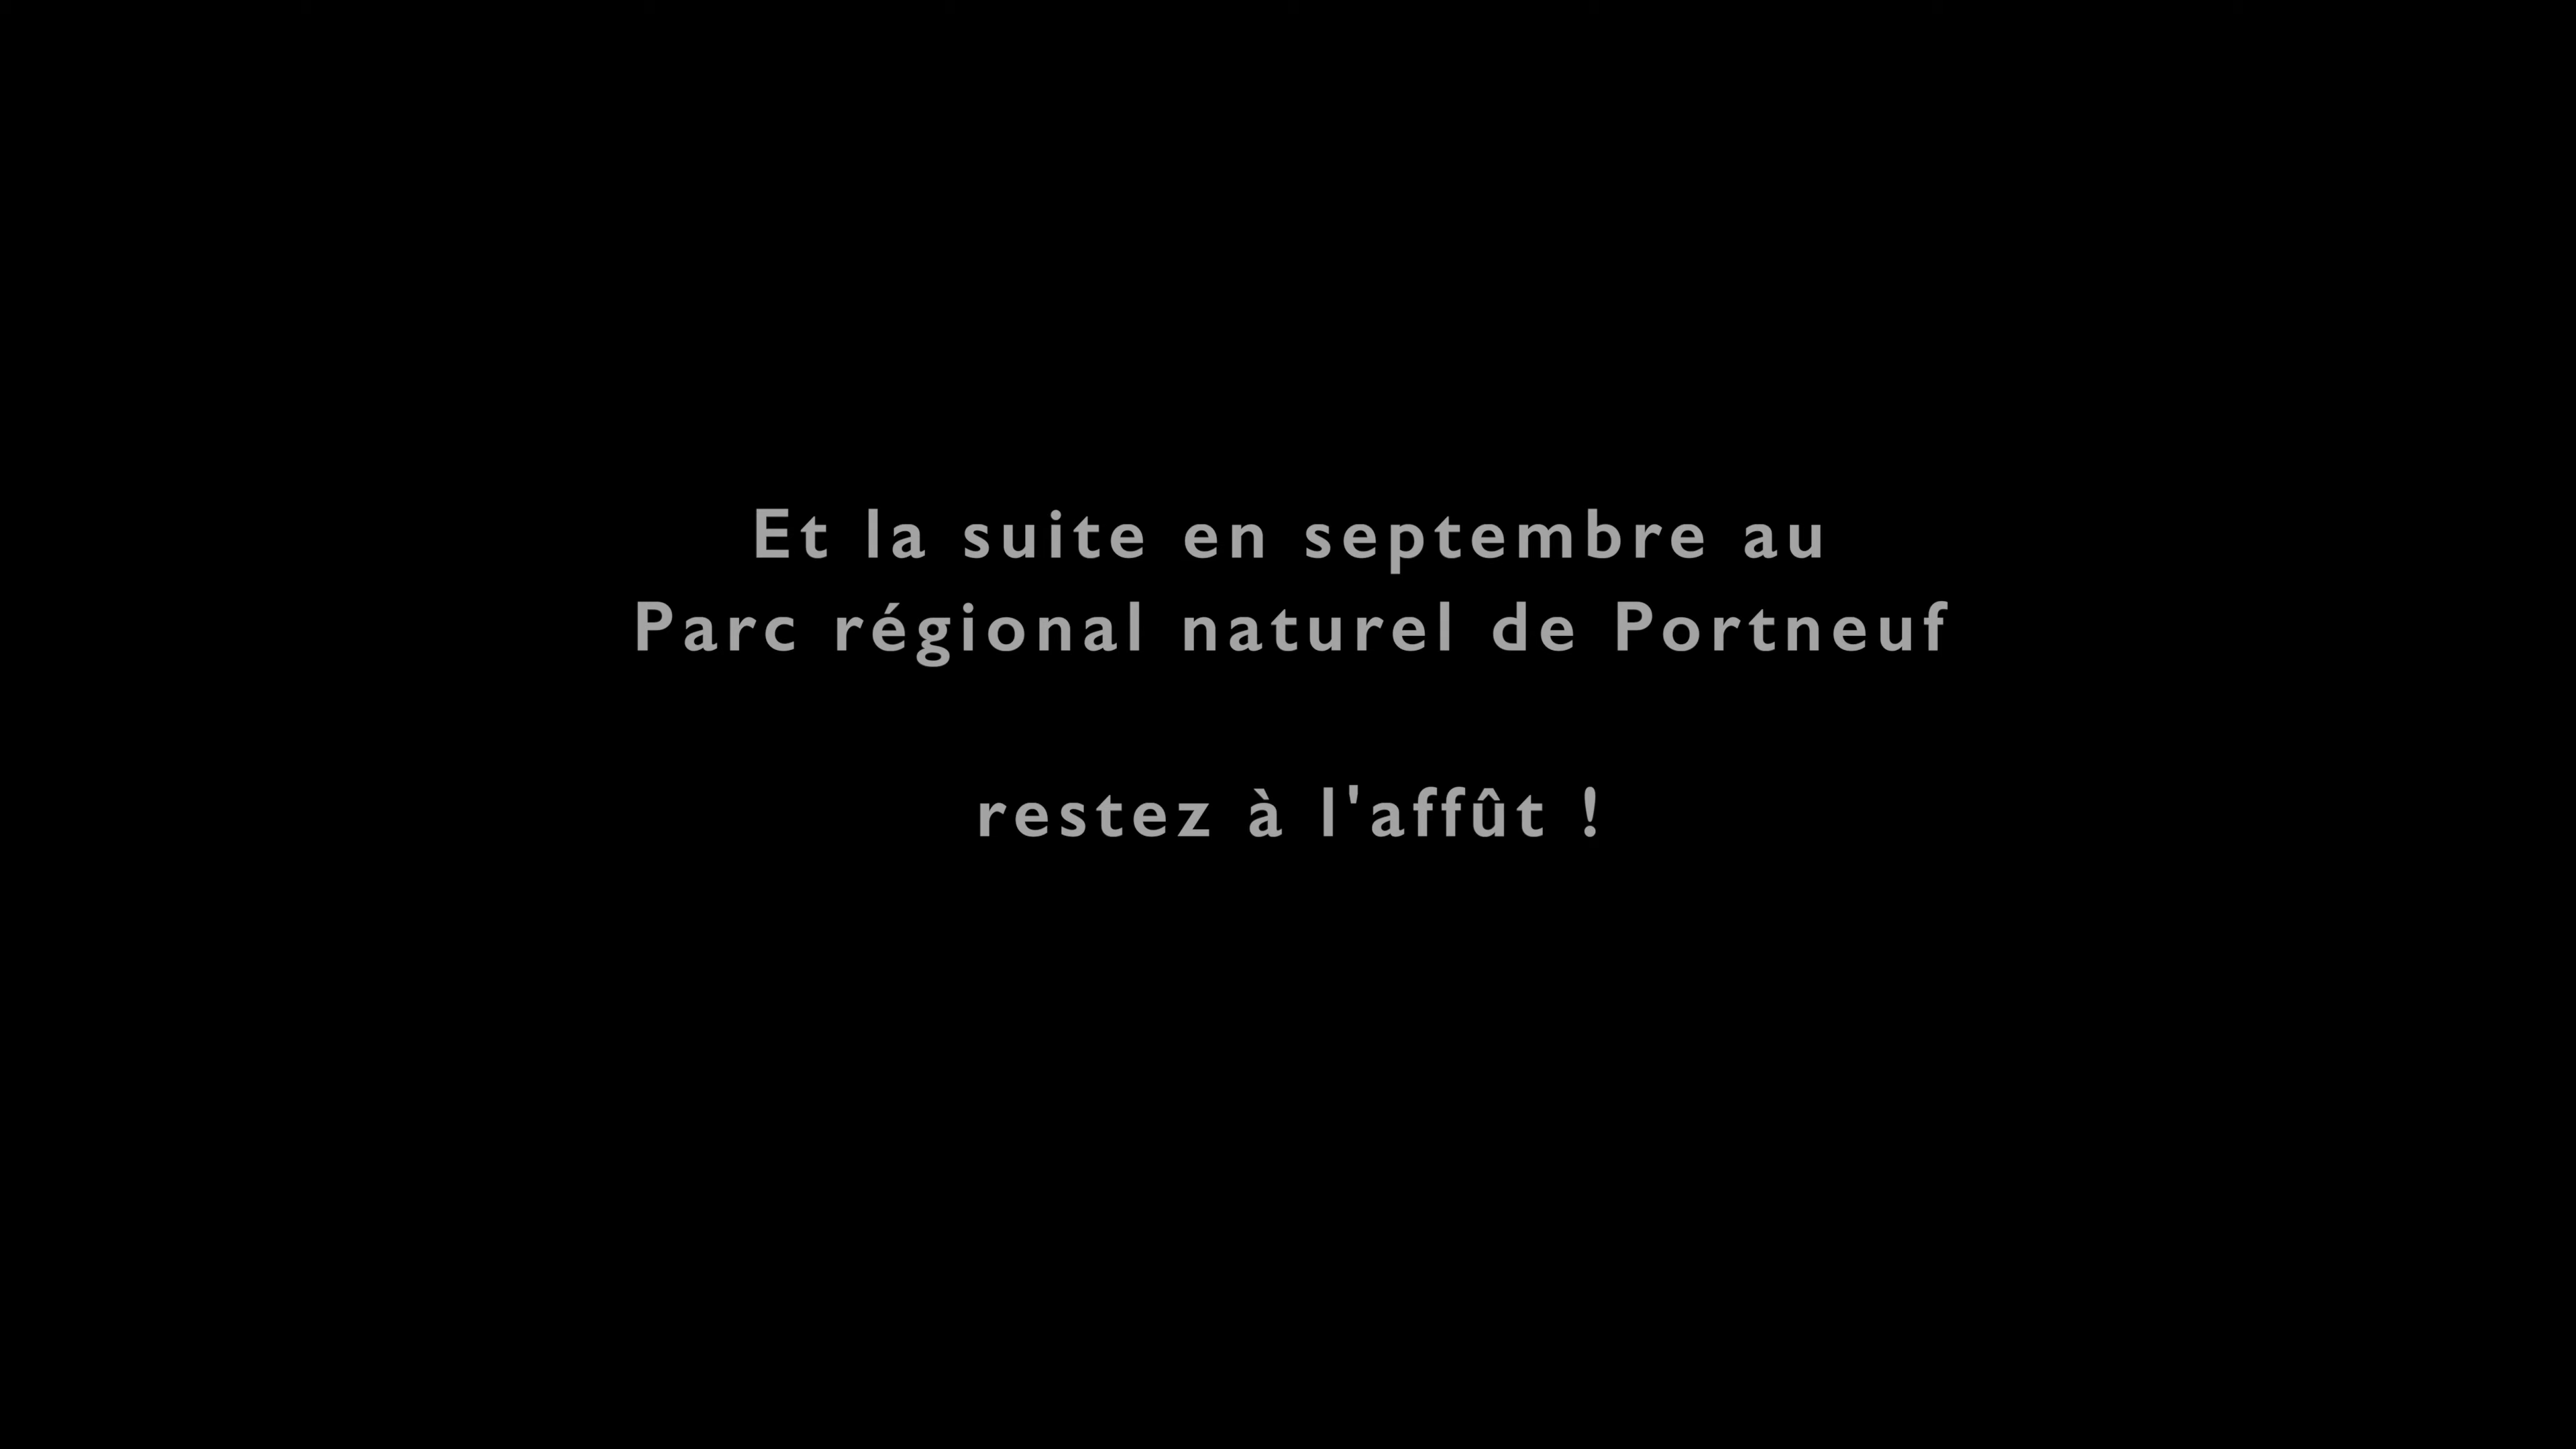 Et la suite en septembre au
Parc régional naturel de Portneuf
restez à l'affût !